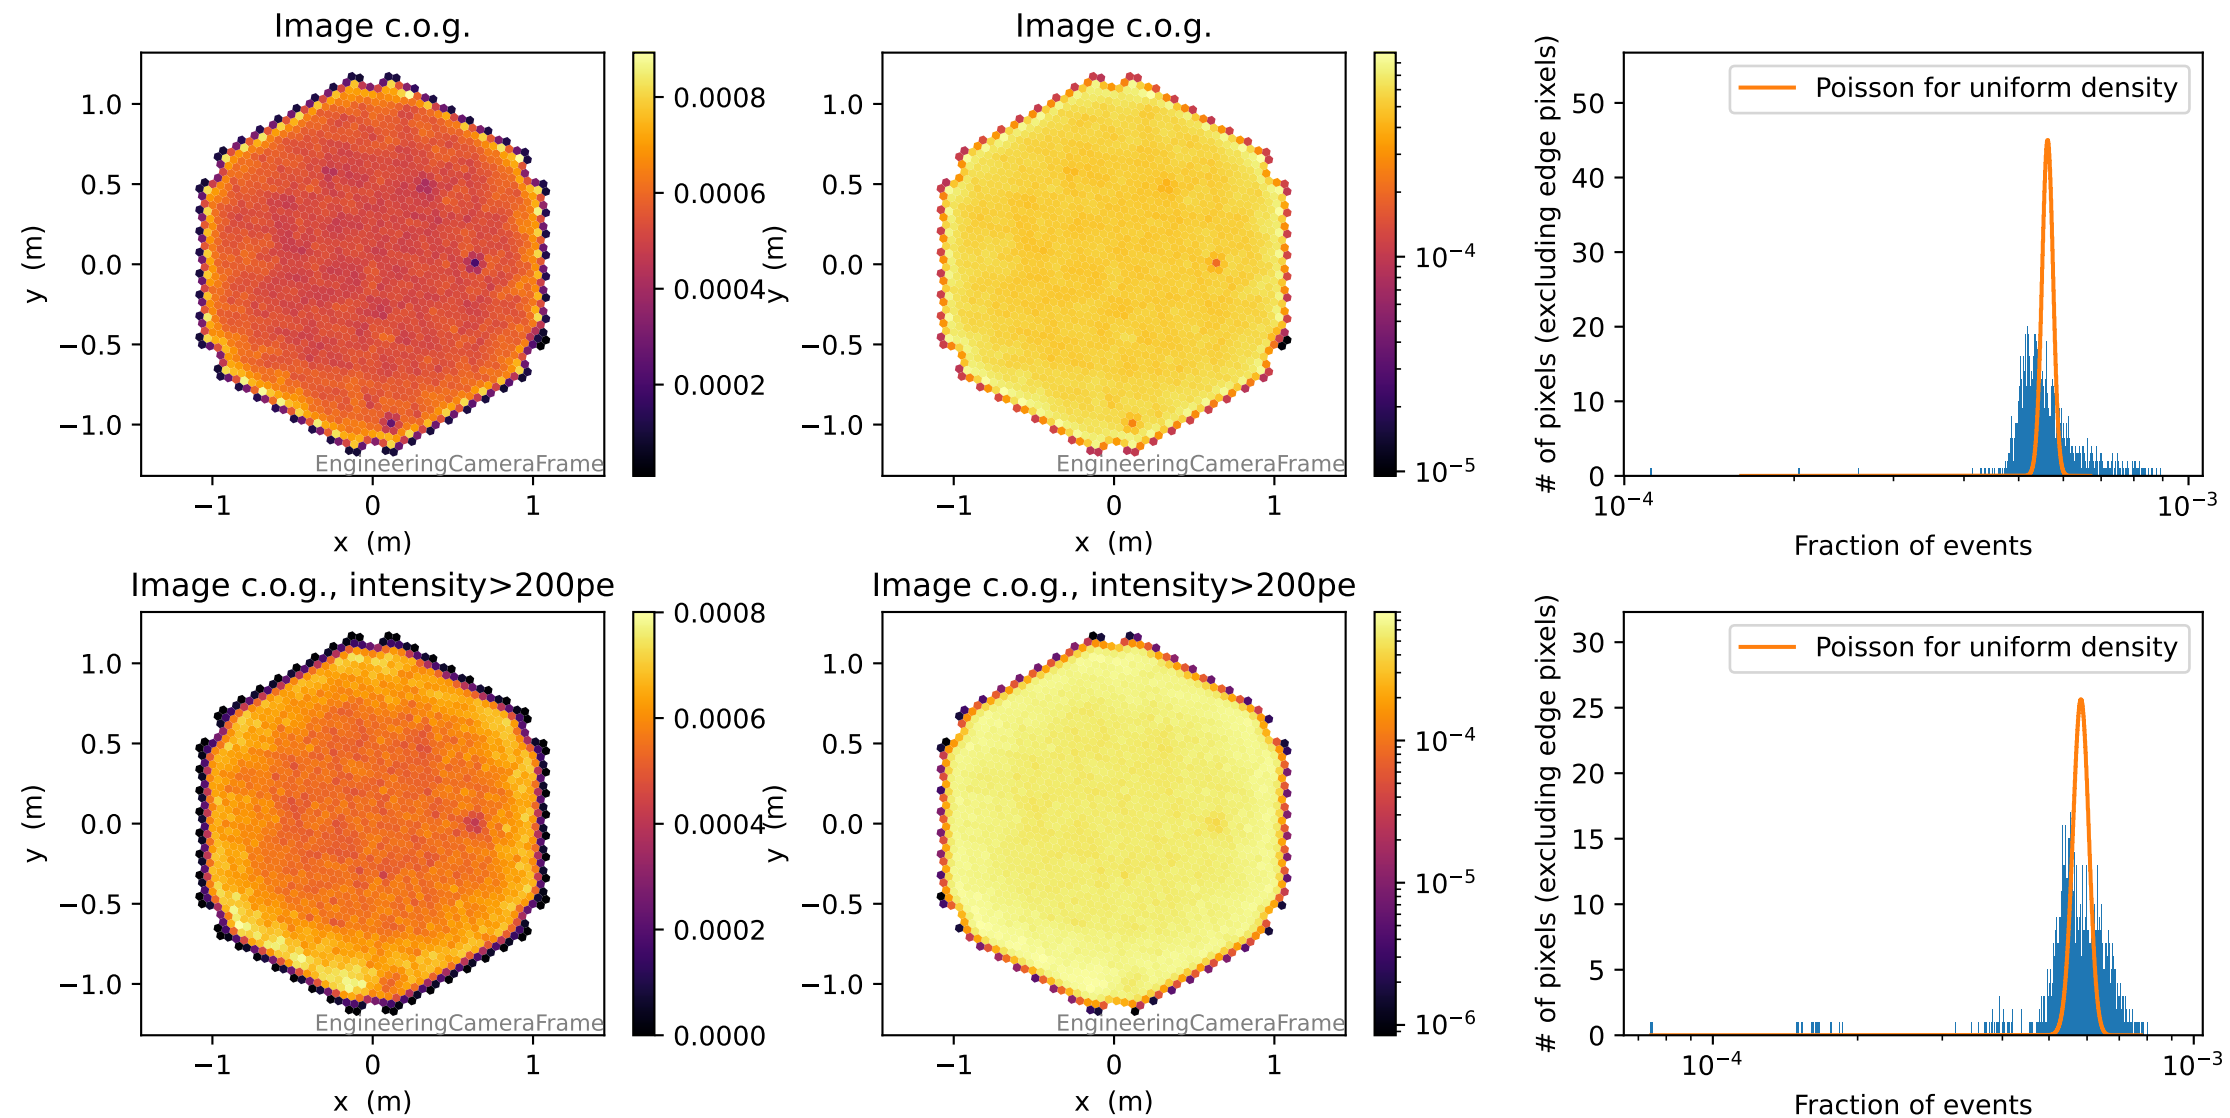 Image c.o.g.
y (m)
1.0
0.5
0.0
−0.5
−1.0
−1
0
1
x (m)
EngineeringCameraFrame
0.0008
0.0006
0.0004
0.0002
Image c.o.g.
y (m)
1.0
0.5
0.0
−0.5
−1.0
−1
0
1
x (m)
EngineeringCameraFrame
10⁻⁴
10⁻⁵
# of pixels (excluding edge pixels)
50
40
30
20
10
0
Poisson for uniform density
10⁻⁴
10⁻³
Fraction of events
Image c.o.g., intensity>200pe
y (m)
1.0
0.5
0.0
−0.5
−1.0
−1
0
1
x (m)
EngineeringCameraFrame
0.0008
0.0006
0.0004
0.0002
0.0000
Image c.o.g., intensity>200pe
y (m)
1.0
0.5
0.0
−0.5
−1.0
−1
0
1
x (m)
EngineeringCameraFrame
10⁻⁴
10⁻⁵
10⁻⁶
# of pixels (excluding edge pixels)
30
25
20
15
10
5
0
Poisson for uniform density
10⁻⁴
10⁻³
Fraction of events